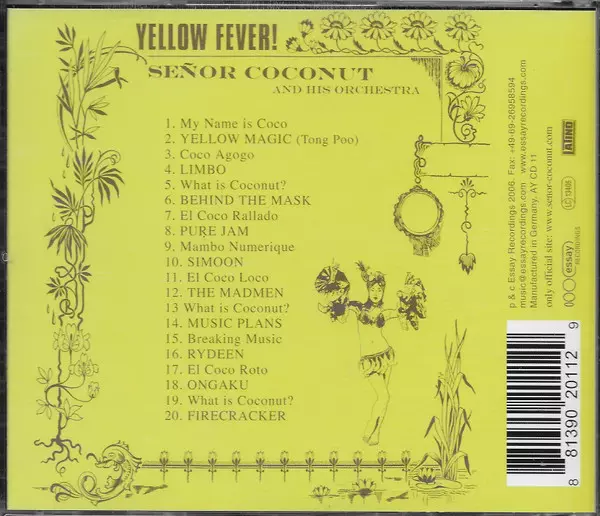 YELLOW FEVER!
SEÑOR COCONUT
AND HIS ORCHESTRA
1. My Name is Coco
2. YELLOW MAGIC (Tong Poo)
3. Coco Agogo
4. LIMBO
5. What is Coconut?
6. BEHIND THE MASK
7. El Coco Rallado
8. PURE JAM
9. Mambo Numerique
10. SIMOON
11. El Coco Loco
12. THE MADMEN
13 What is Coconut?
14. MUSIC PLANS
15. Breaking Music
16. RYDEEN
17. El Coco Roto
18. ONGAKU
19. What is Coconut?
20. FIRECRACKER
p & c Essay Recordings 2006. Fax: +49-69-26958594
music@essayrecordings.com www.essayrecordings.com
Manufactured in Germany. AY CD 11
only official site: www.senor-coconut.com
LATINO
LC 13405
essay
RECORDINGS
8 81390 20112 9